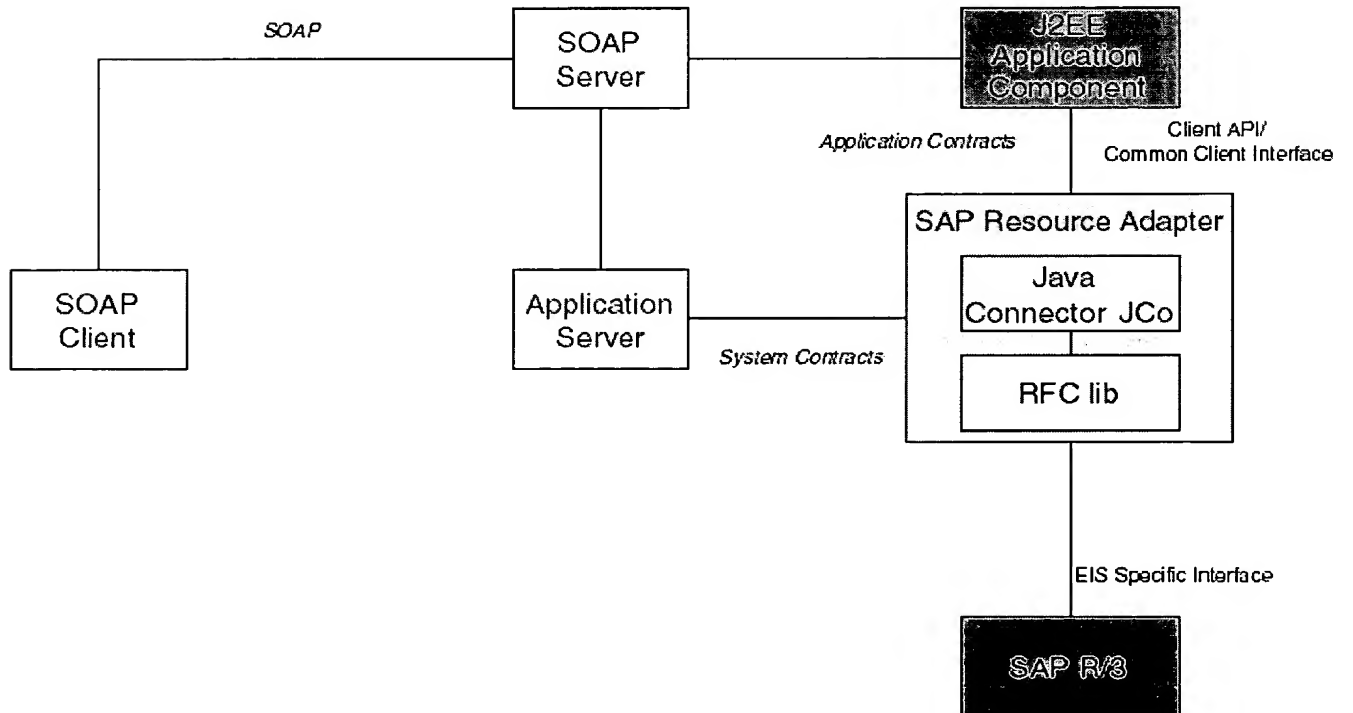 SOAP
SOAP
Server
J2EE
Application
Component
Application Contracts
Client API/
Common Client Interface
SAP Resource Adapter
Java
Connector JCo
RFC lib
SOAP
Client
Application
Server
System Contracts
EIS Specific Interface
SAP R/3